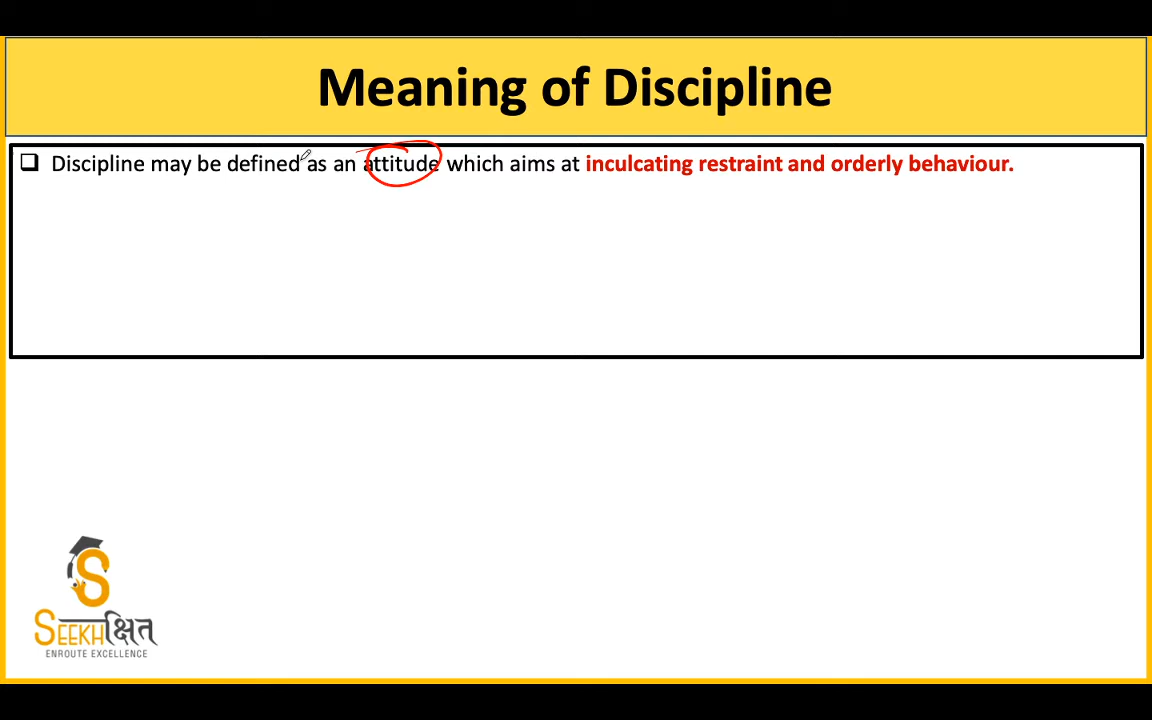 Meaning of Discipline
❑ Discipline may be defined as an attitude which aims at inculcating restraint and orderly behaviour.
S
SEEKHक्षित
ENROUTE EXCELLENCE